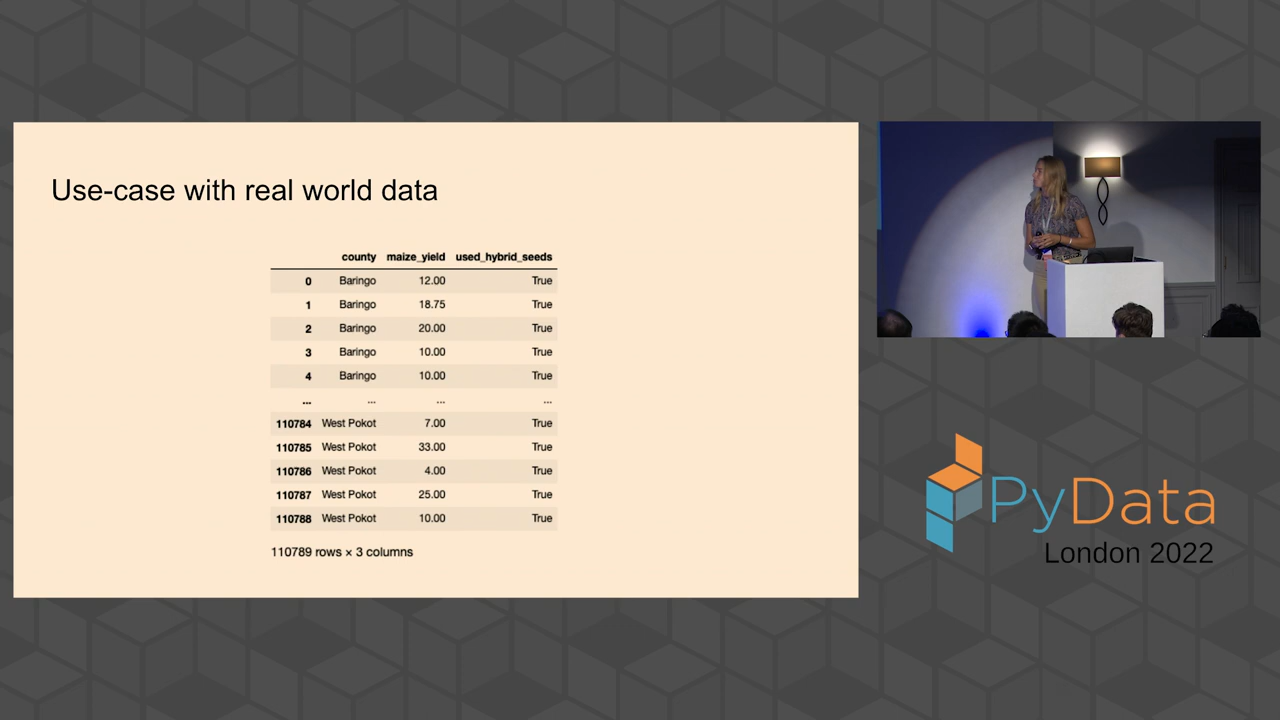 Use-case with real world data
county maize_yield used_hybrid_seeds
0 Baringo 12.00 True
1 Baringo 18.75 True
2 Baringo 20.00 True
3 Baringo 10.00 True
4 Baringo 10.00 True
... ... ... ...
110784 West Pokot 7.00 True
110785 West Pokot 33.00 True
110786 West Pokot 4.00 True
110787 West Pokot 25.00 True
110788 West Pokot 10.00 True
110789 rows × 3 columns
PyData
London 2022